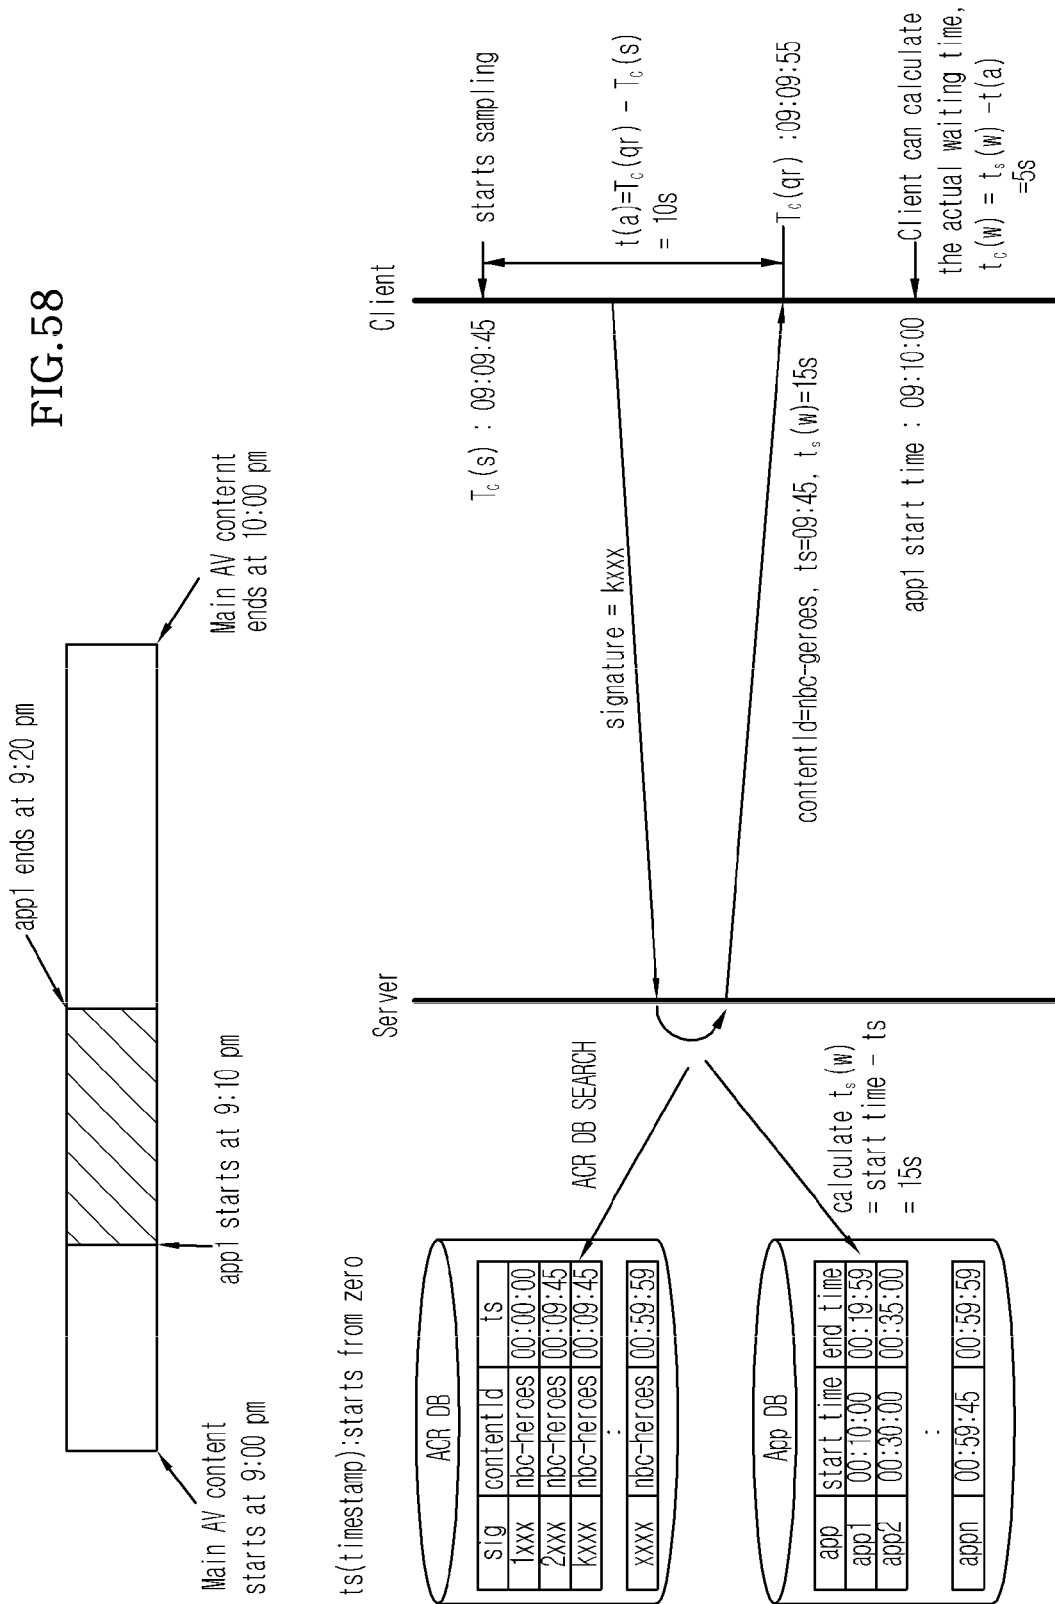 FIG.58
app1 ends at 9:20 pm
Main AV content
starts at 9:00 pm
app1 starts at 9:10 pm
Main AV conternt
ends at 10:00 pm
ts(timestamp):starts from zero
Server
Client
ACR DB
sig contentId ts
1xxx nbc-heroes 00:00:00
2xxx nbc-heroes 00:09:45
kxxx nbc-heroes 00:09:45
:
xxxx nbc-heroes 00:59:59
ACR DB SEARCH
App DB
app start time end time
app1 00:10:00 00:19:59
app2 00:30:00 00:35:00
:
appn 00:59:45 00:59:59
calculate ts(w)
= start time - ts
= 15s
signature = kxxx
contentId=nbc-geroes, ts=09:45, ts(w)=15s
Tc(s) : 09:09:45
starts sampling
t(a)=Tc(qr) - Tc(s)
= 10s
Tc(qr) :09:09:55
app1 start time : 09:10:00
Client can calculate
the actual waiting time,
tc(w) = ts(w) -t(a)
=5s